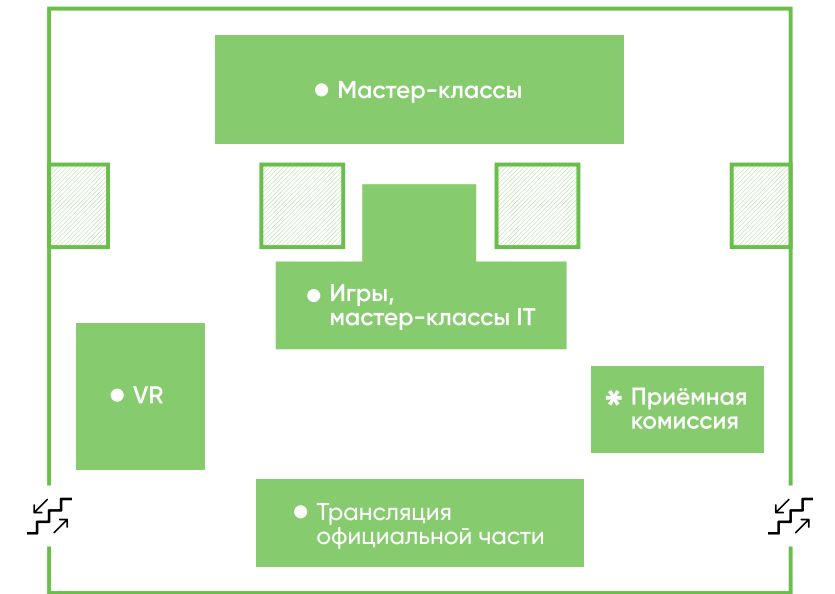 Мастер-классы
Игры,
мастер-классы IT
VR
Приёмная
комиссия
Трансляция
официальной части